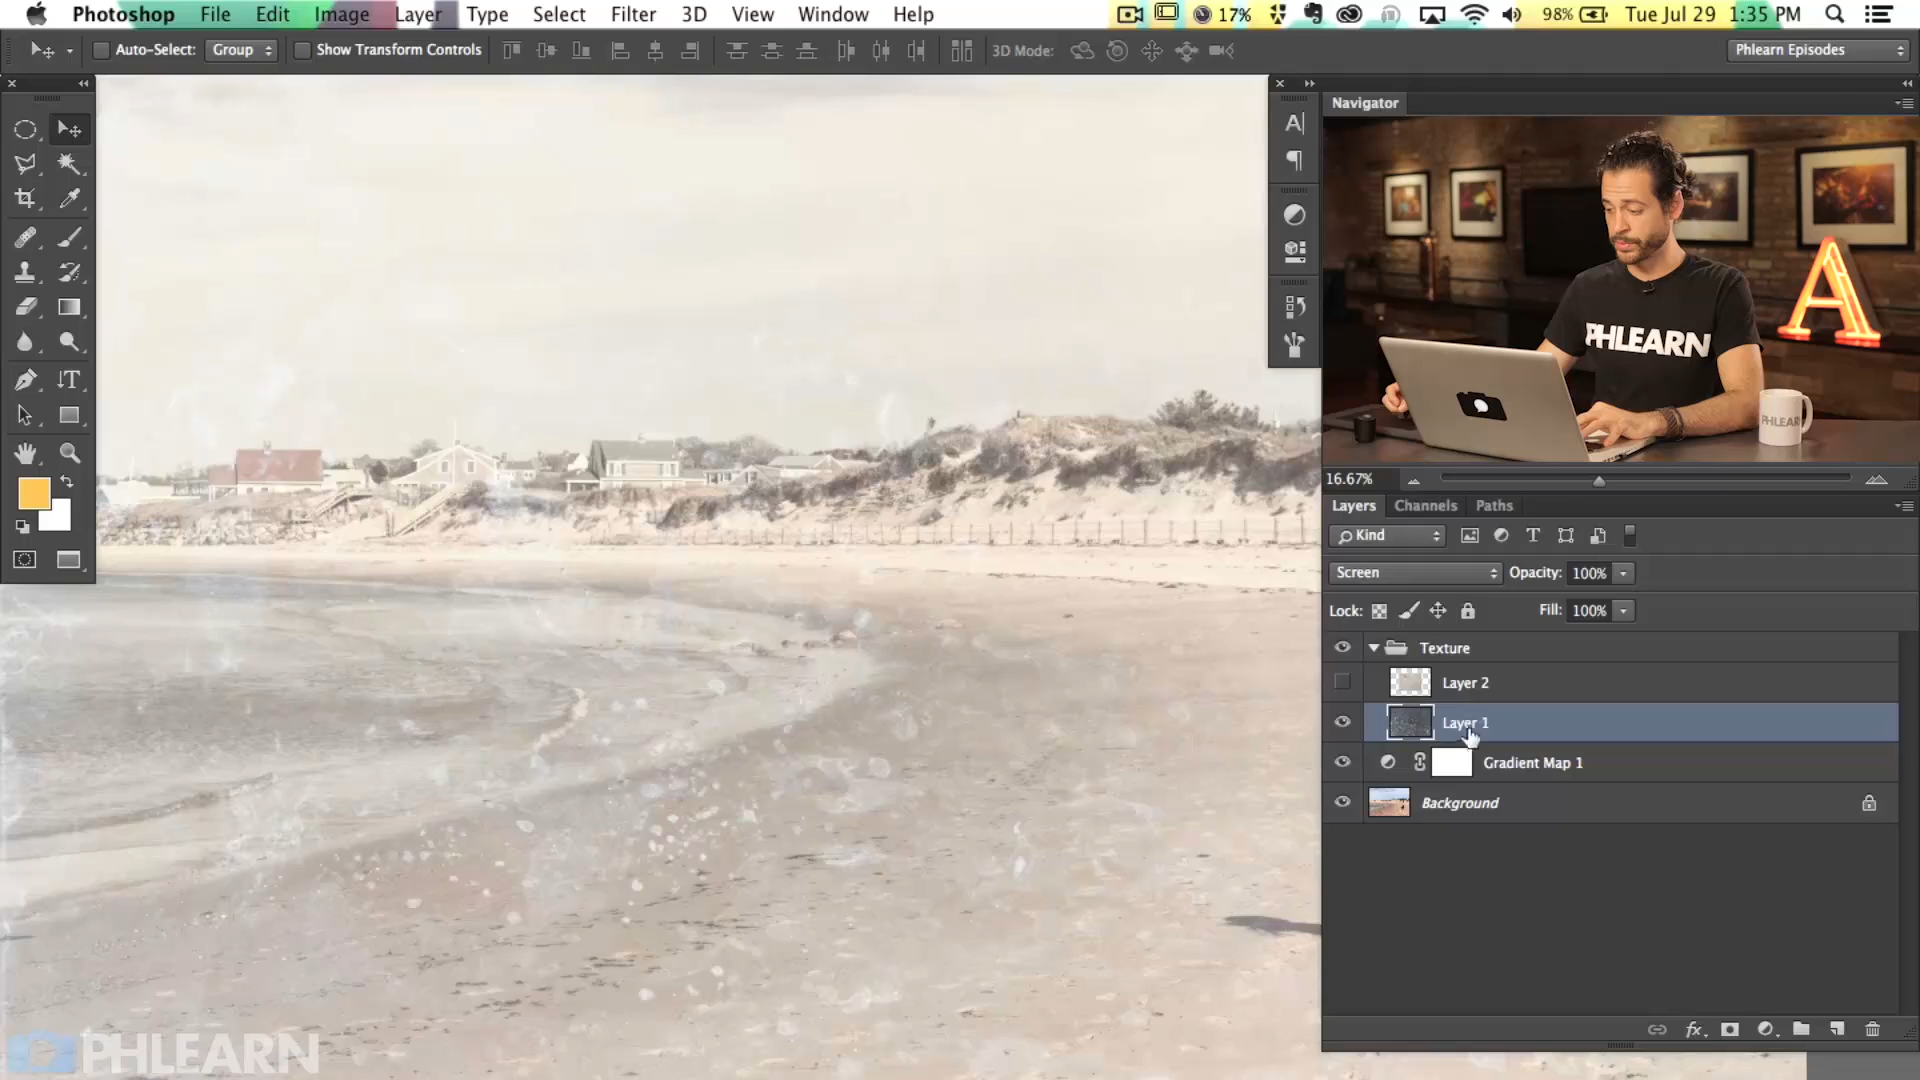 Photoshop File Edit Image Layer Type Select Filter 3D View Window Help 17% 98% Tue Jul 29 1:35 PM
Auto-Select: Group Show Transform Controls 3D Mode: Phlearn Episodes
Navigator
PHLEARN
PHLEARN
A
16.67%
Layers Channels Paths
Kind
Screen Opacity: 100%
Lock: Fill: 100%
Texture
Layer 2
Layer 1
Gradient Map 1
Background
fx
PHLEARN